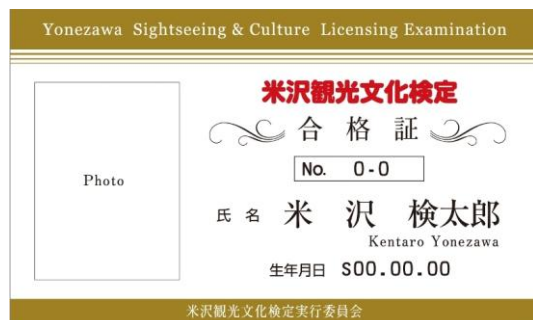 Yonezawa Sightseeing & Culture Licensing Examination
米沢観光文化検定
合格証
No. 0-0
Photo
氏名 米沢 検太郎
Kentaro Yonezawa
生年月日 S00.00.00
米沢観光文化検定実行委員会